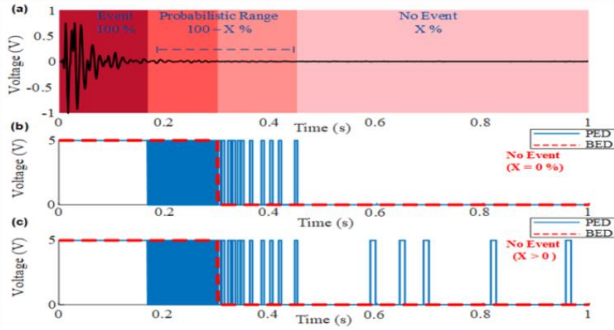 (a)
Event
100 %
Probabilistic Range
100 – X %
No Event
X %
Voltage (V)
1
0.5
0
-0.5
-1
0
0.2
0.4
0.6
0.8
1
Time (s)
(b)
PED
BED
No Event
(X = 0 %)
Voltage (V)
5
0
0
0.2
0.4
0.6
0.8
1
Time (s)
(c)
PED
BED
No Event
(X > 0 )
Voltage (V)
5
0
0
0.2
0.4
0.6
0.8
1
Time (s)